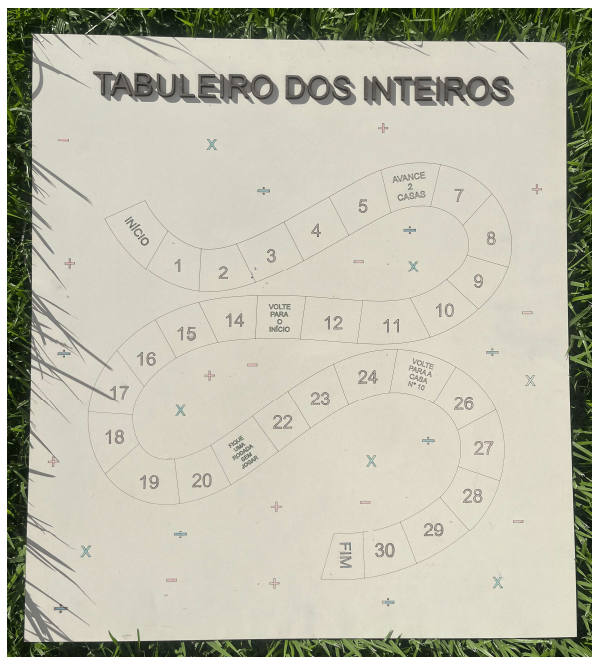 TABULEIRO DOS INTEIROS
INÍCIO
1
2
3
4
5
AVANCE
2
CASAS
7
8
9
10
11
12
VOLTE
PARA
O
INÍCIO
14
15
16
17
18
19
20
FIQUE
UMA
RODADA
SEM
JOGAR
22
23
24
VOLTE
PARA A
CASA
Nº 10
26
27
28
29
30
FIM